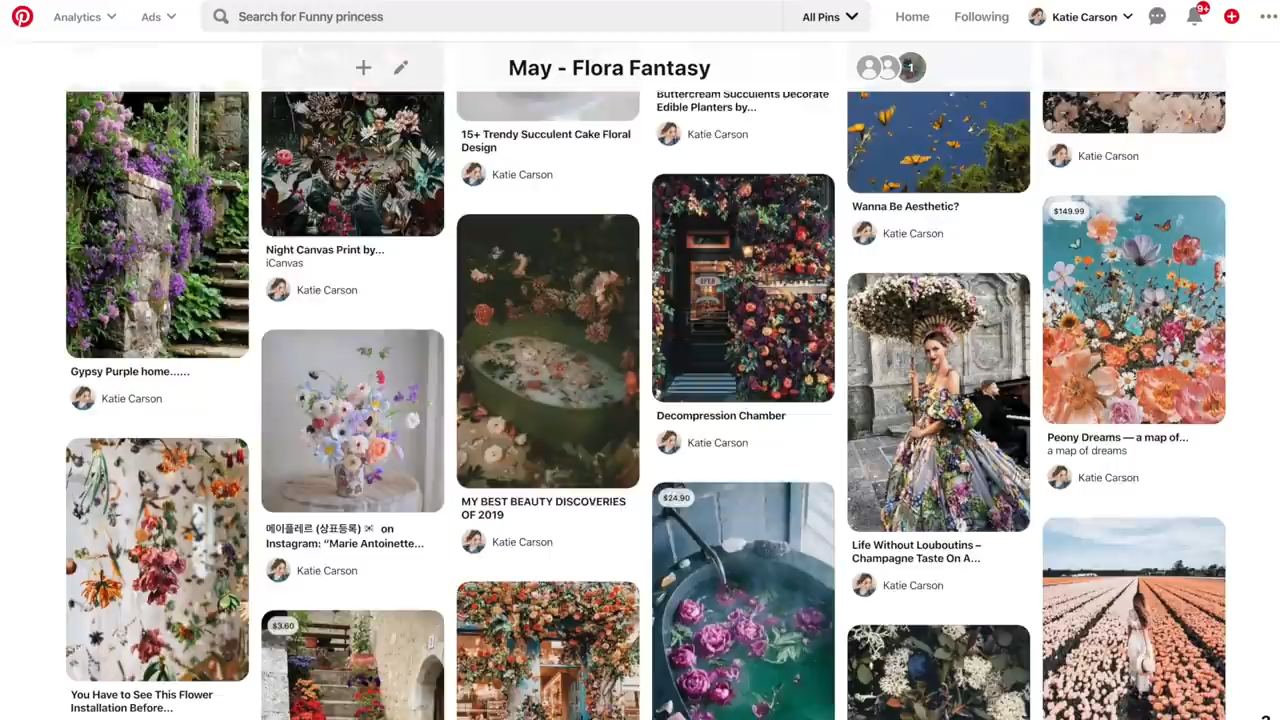 Analytics
Ads
Search for Funny princess
All Pins
Home
Following
Katie Carson
9+
May - Flora Fantasy
1
Gypsy Purple home......
Katie Carson
You Have to See This Flower
Installation Before...
Night Canvas Print by...
iCanvas
Katie Carson
메이플레르 (상표등록) 🇰🇷 on
Instagram: “Marie Antoinette...
Katie Carson
$3.60
15+ Trendy Succulent Cake Floral
Design
Katie Carson
MY BEST BEAUTY DISCOVERIES
OF 2019
Katie Carson
Buttercream Succulents Decorate
Edible Planters by...
Katie Carson
OPEN
Decompression Chamber
Katie Carson
$24.90
Wanna Be Aesthetic?
Katie Carson
Life Without Louboutins –
Champagne Taste On A...
Katie Carson
Katie Carson
$149.99
Peony Dreams — a map of...
a map of dreams
Katie Carson